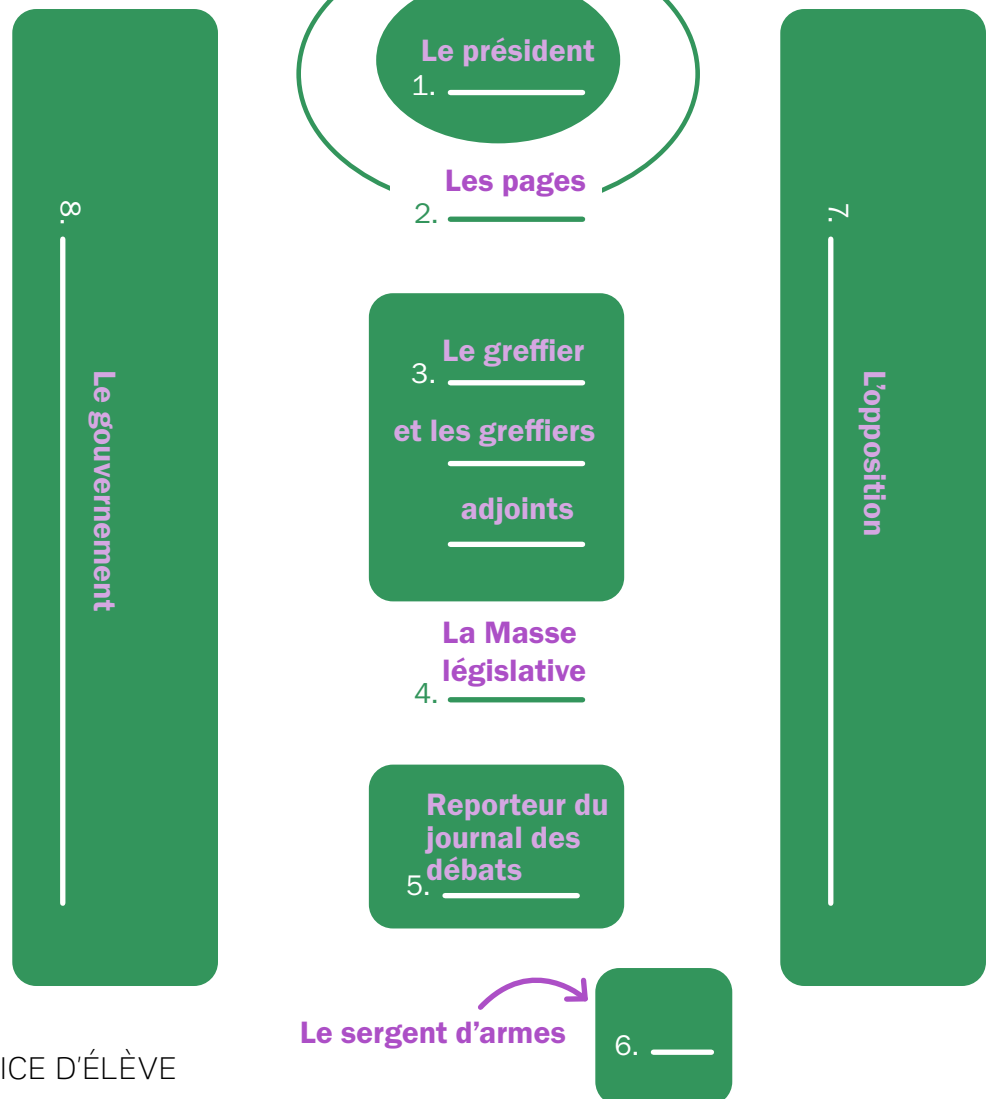 Le président
1.
Les pages
2.
Le greffier
3.
et les greffiers
adjoints
La Masse
législative
4.
Reporteur du
journal des
débats
5.
Le sergent d'armes
6.
7.
L'opposition
8.
Le gouvernement
ICE D'ÉLÈVE